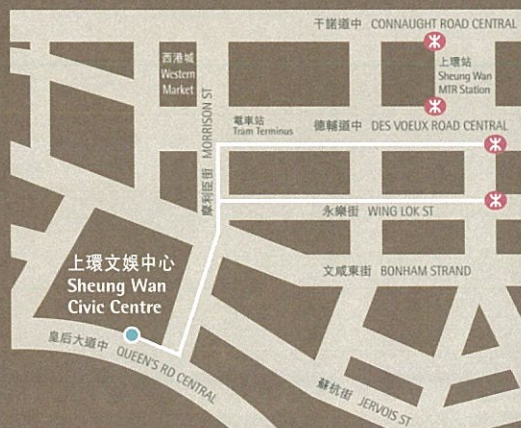 干諾道中 CONNAUGHT ROAD CENTRAL
西港城
Western
Market
上環站
Sheung Wan
MTR Station
電車站
Tram Terminus
德輔道中 DES VOEUX ROAD CENTRAL
摩利臣街 MORRISON ST
永樂街 WING LOK ST
上環文娛中心
Sheung Wan
Civic Centre
文咸東街 BONHAM STRAND
皇后大道中 QUEEN'S RD CENTRAL
蘇杭街 JERVOIS ST